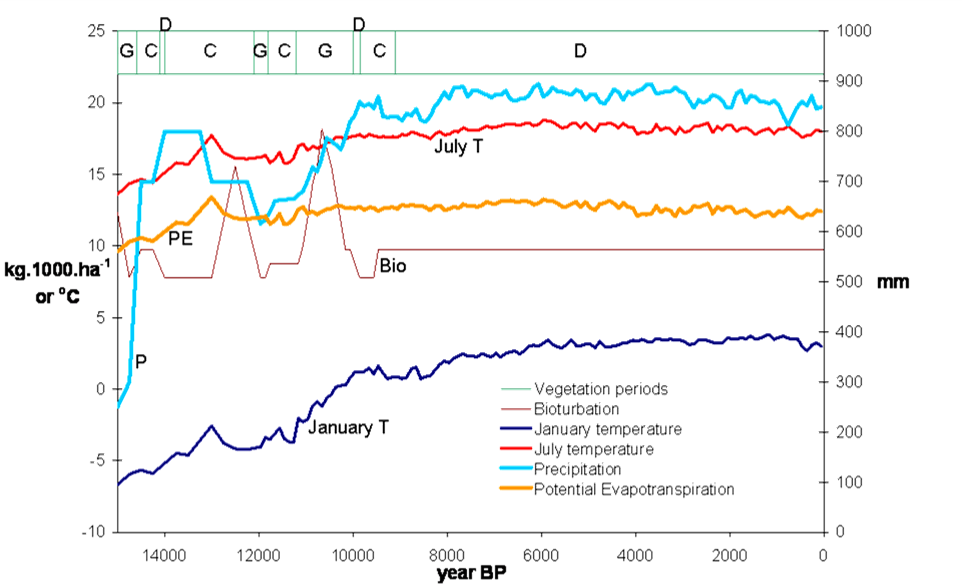 D D
25 1000
G C C G C G C D
900
20
800
July T
15 700
PE
10 600
kg.1000.ha-1
or °C
Bio
500 mm
5
400
P
0 300
Vegetation periods
Bioturbation
January T
January temperature
200
July temperature
-5
Precipitation
100
Potential Evapotranspiration
-10 0
14000 12000 10000 8000 6000 4000 2000 0
year BP